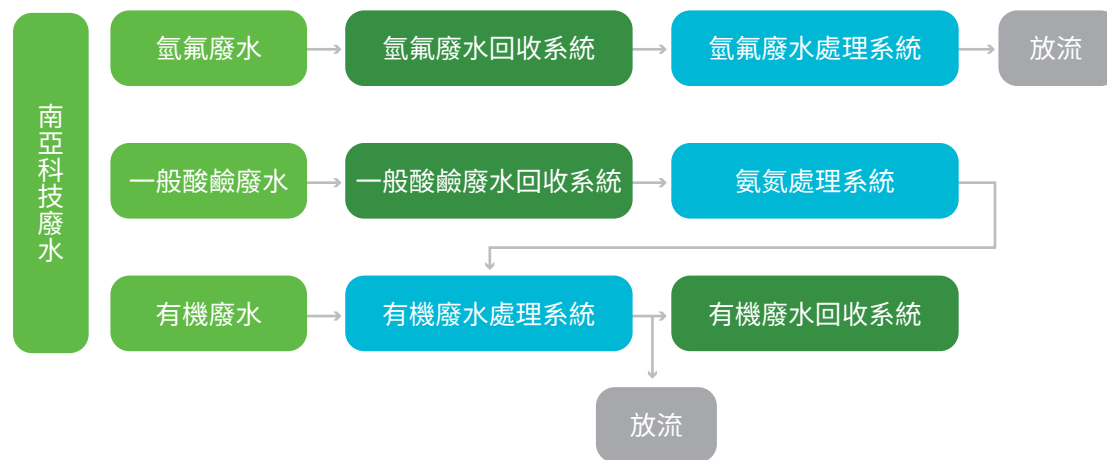 南亞科技廢水
氫氟廢水
氫氟廢水回收系統
氫氟廢水處理系統
放流
一般酸鹼廢水
一般酸鹼廢水回收系統
氨氮處理系統
有機廢水
有機廢水處理系統
有機廢水回收系統
放流